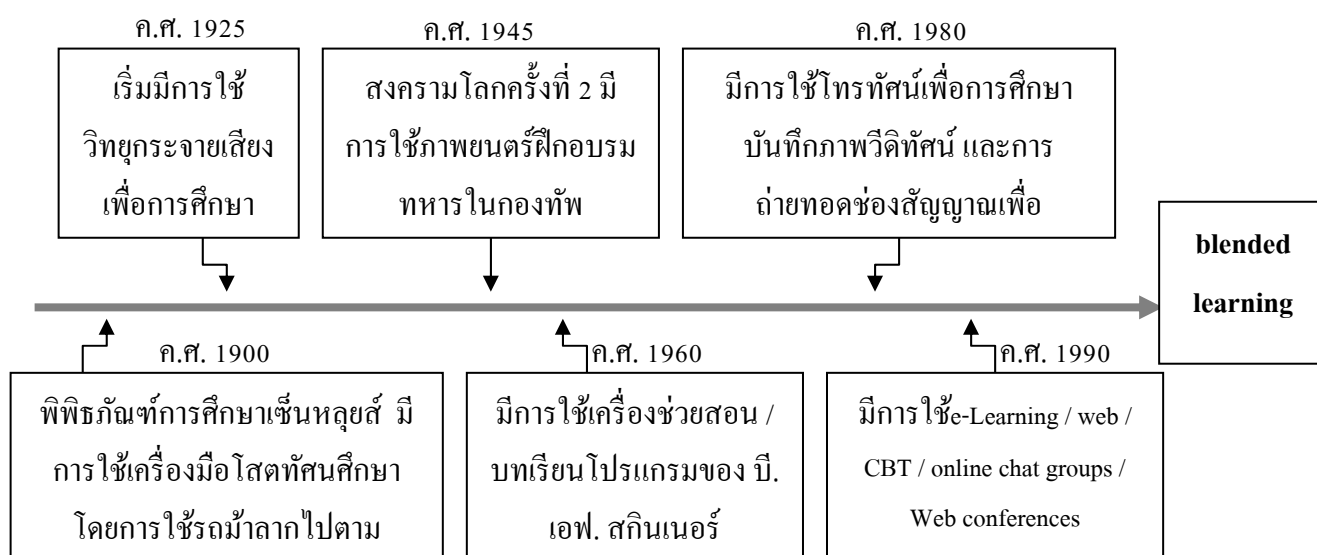 ค.ศ. 1925
เริ่มมีการใช้
วิทยุกระจายเสียง
เพื่อการศึกษา
ค.ศ. 1945
สงครามโลกครั้งที่ 2 มี
การใช้ภาพยนตร์ฝึกอบรม
ทหารในกองทัพ
ค.ศ. 1980
มีการใช้โทรทัศน์เพื่อการศึกษา
บันทึกภาพวีดิทัศน์ และการ
ถ่ายทอดช่องสัญญาณเพื่อ
blended
learning
ค.ศ. 1900
พิพิธภัณฑ์การศึกษาเซ็นหลุยส์ มี
การใช้เครื่องมือโสตทัศนศึกษา
โดยการใช้รถม้าลากไปตาม
ค.ศ. 1960
มีการใช้เครื่องช่วยสอน /
บทเรียนโปรแกรมของ บี.
เอฟ. สกินเนอร์
ค.ศ. 1990
มีการใช้e-Learning / web /
CBT / online chat groups /
Web conferences